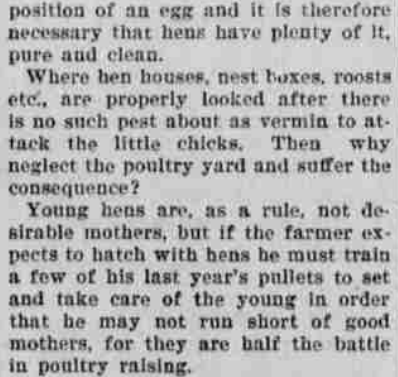 position of an egg and it is therefore
necessary that hens have plenty of it,
pure and clean.
Where hen houses, nest boxes, roosts
etc., are properly looked after there
is no such pest about as vermin to at-
tack the little chicks. Then why
neglect the poultry yard and suffer the
consequence?
Young hens are, as a rule, not de-
sirable mothers, but if the farmer ex-
pects to hatch with hens he must train
a few of his last year's pullets to set
and take care of the young in order
that he may not run short of good
mothers, for they are half the battle
in poultry raising.